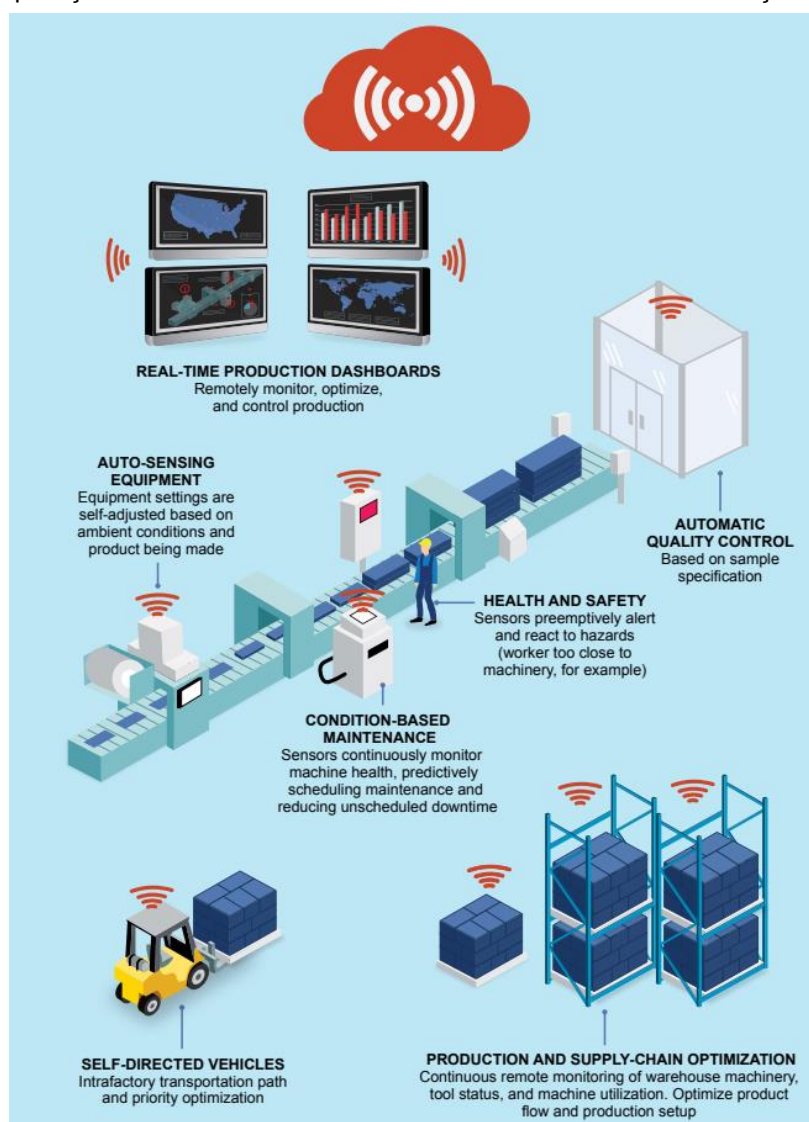 REAL-TIME PRODUCTION DASHBOARDS
Remotely monitor, optimize,
and control production
AUTO-SENSING
EQUIPMENT
Equipment settings are
self-adjusted based on
ambient conditions and
product being made
AUTOMATIC
QUALITY CONTROL
Based on sample
specification
HEALTH AND SAFETY
Sensors preemptively alert
and react to hazards
(worker too close to
machinery, for example)
CONDITION-BASED
MAINTENANCE
Sensors continuously monitor
machine health, predictively
scheduling maintenance and
reducing unscheduled downtime
SELF-DIRECTED VEHICLES
Intrafactory transportation path
and priority optimization
PRODUCTION AND SUPPLY-CHAIN OPTIMIZATION
Continuous remote monitoring of warehouse machinery,
tool status, and machine utilization. Optimize product
flow and production setup